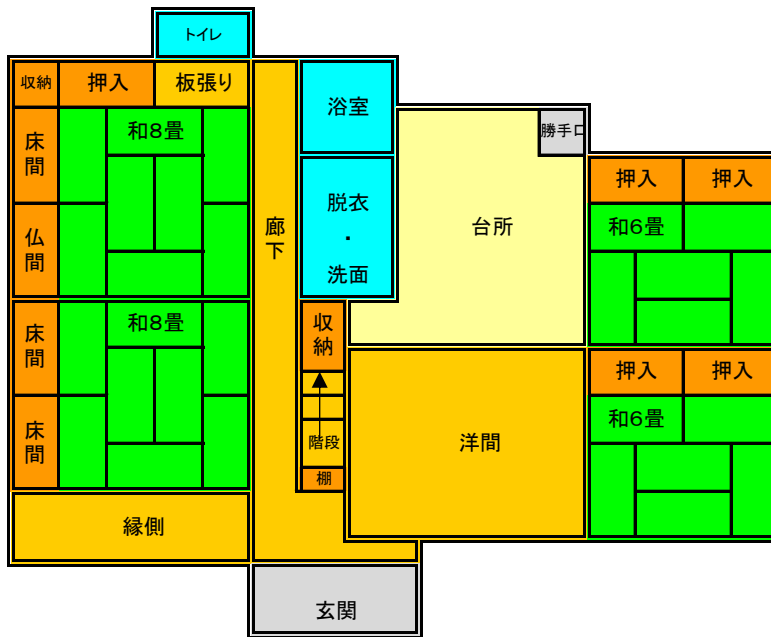 トイレ
収納
押入
板張り
浴室
勝手口
和8畳
床
間
押入
押入
脱衣
・
洗面
廊
下
台所
和6畳
仏
間
床
間
和8畳
収
納
押入
押入
和6畳
床
間
階段
洋間
棚
縁側
玄関